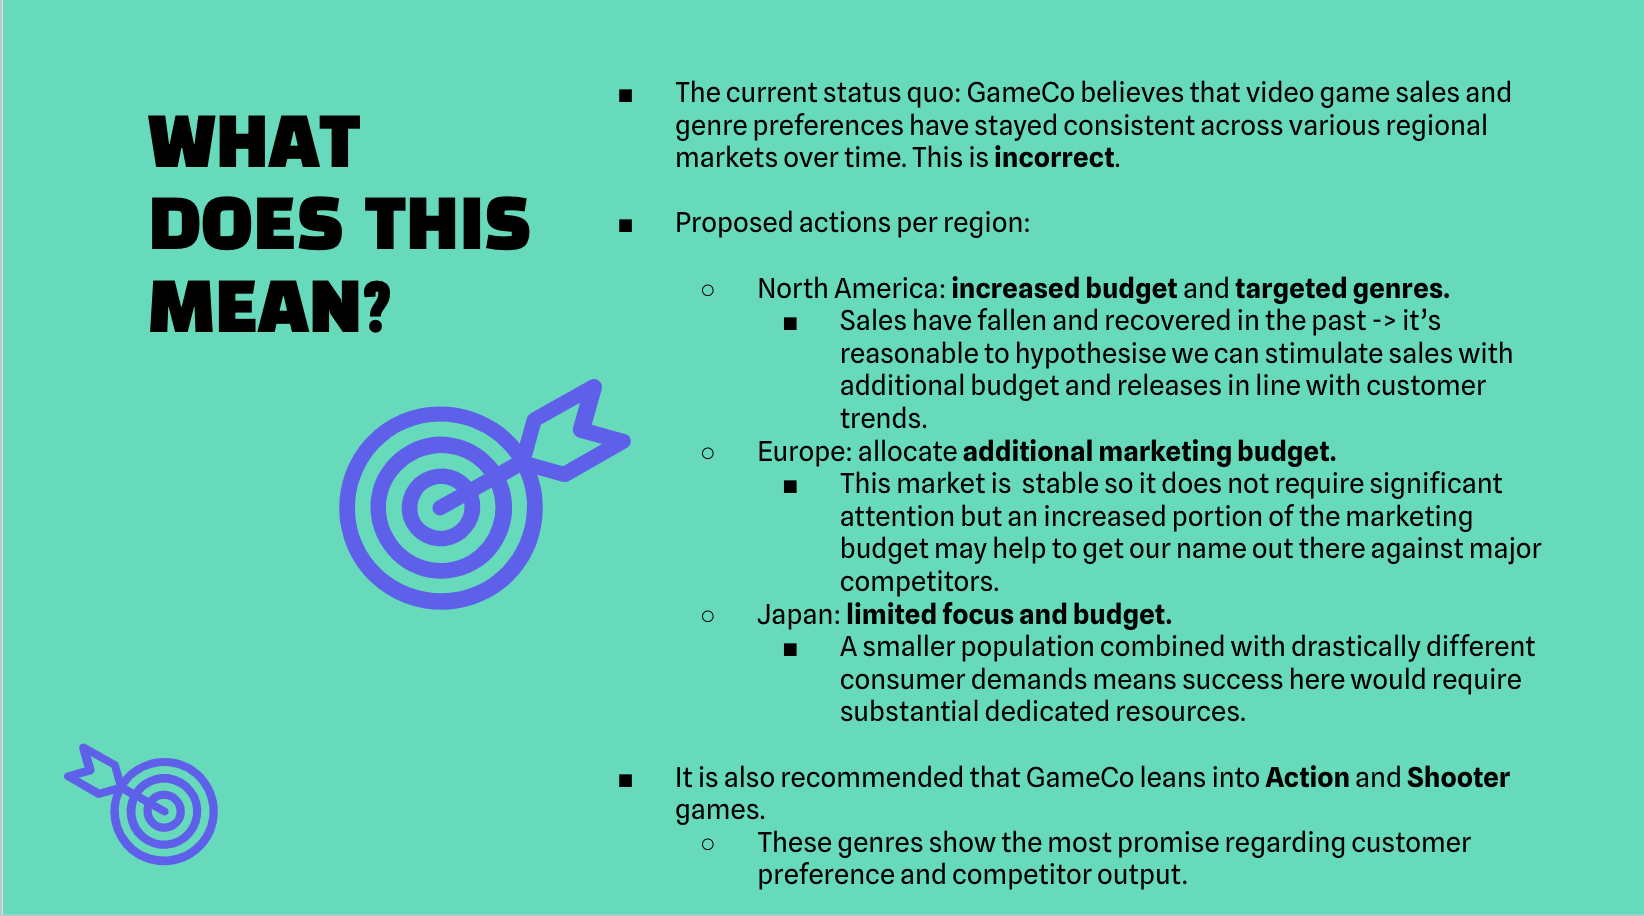 WHAT
DOES THIS
MEAN?
■ The current status quo: GameCo believes that video game sales and
genre preferences have stayed consistent across various regional
markets over time. This is incorrect.
■ Proposed actions per region:
○ North America: increased budget and targeted genres.
■ Sales have fallen and recovered in the past -> it’s
reasonable to hypothesise we can stimulate sales with
additional budget and releases in line with customer
trends.
○ Europe: allocate additional marketing budget.
■ This market is  stable so it does not require significant
attention but an increased portion of the marketing
budget may help to get our name out there against major
competitors.
○ Japan: limited focus and budget.
■ A smaller population combined with drastically different
consumer demands means success here would require
substantial dedicated resources.
■ It is also recommended that GameCo leans into Action and Shooter
games.
○ These genres show the most promise regarding customer
preference and competitor output.